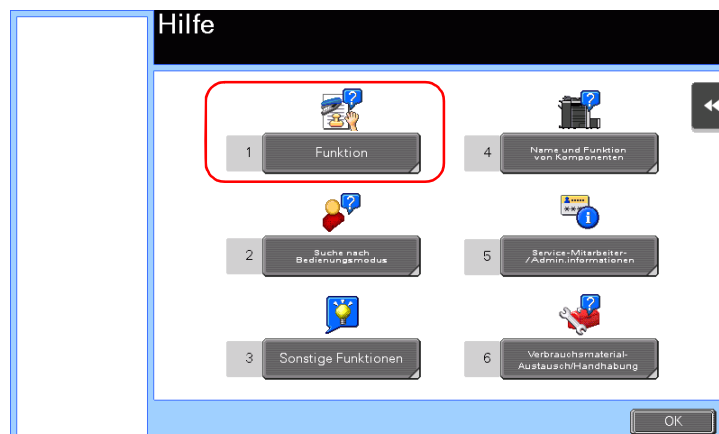 Hilfe
1 Funktion
4 Name und Funktion
von Komponenten
2 Suche nach
Bedienungsmodus
5 Service-Mitarbeiter-
/Admin.informationen
3 Sonstige Funktionen
6 Verbrauchsmaterial-
Austausch/Handhabung
OK